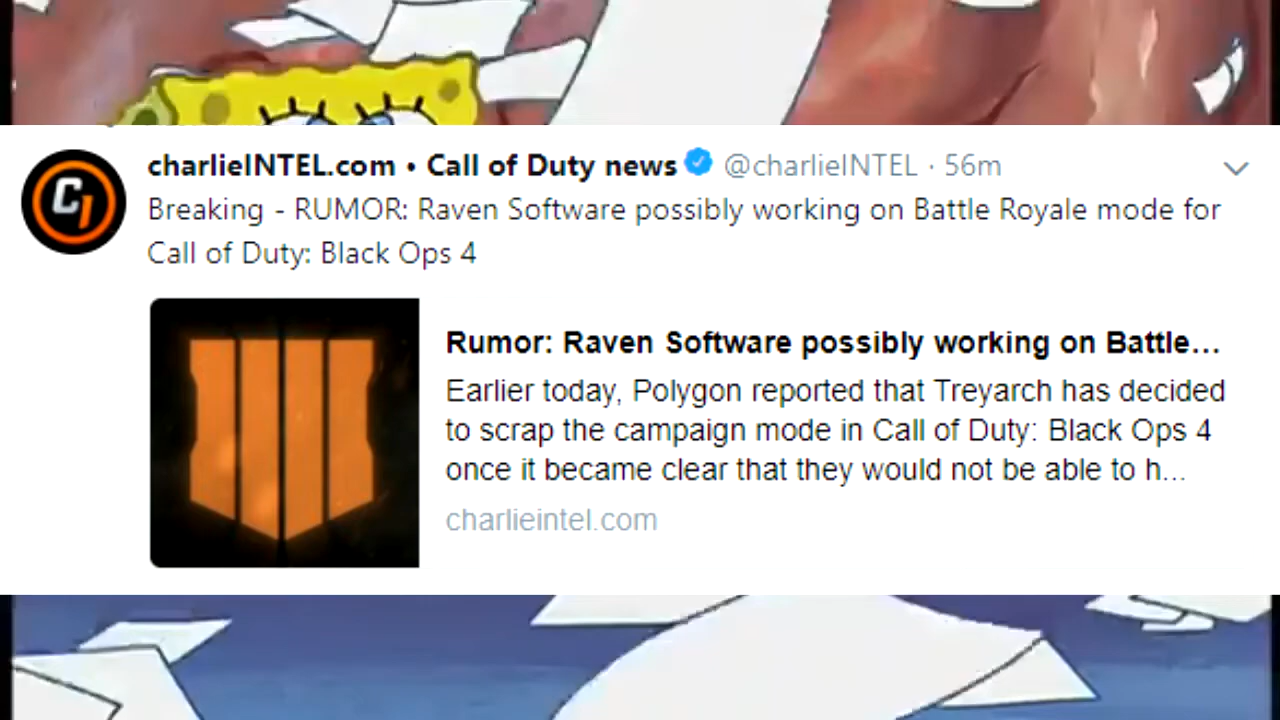 charlieINTEL.com • Call of Duty news @charlieINTEL · 56m
Breaking - RUMOR: Raven Software possibly working on Battle Royale mode for
Call of Duty: Black Ops 4
CI
Rumor: Raven Software possibly working on Battle...
Earlier today, Polygon reported that Treyarch has decided
to scrap the campaign mode in Call of Duty: Black Ops 4
once it became clear that they would not be able to h...
charlieintel.com